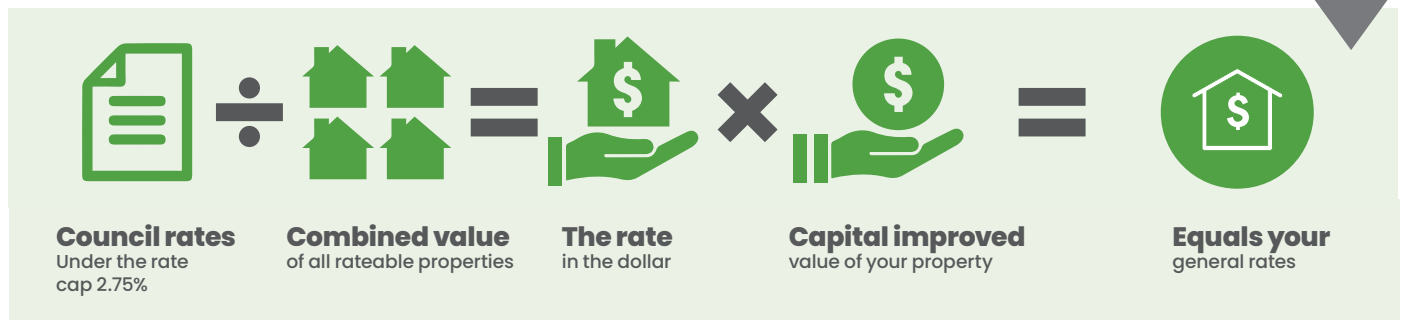 $
$
$
Council rates
Under the rate
cap 2.75%
Combined value
of all rateable properties
The rate
in the dollar
Capital improved
value of your property
Equals your
general rates